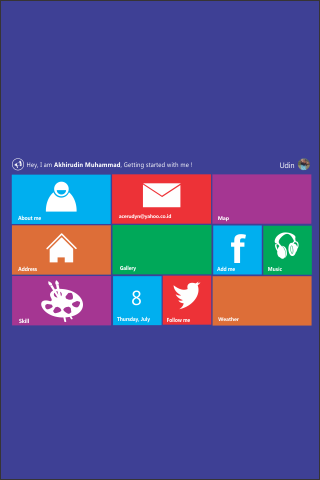 Hey, I am Akhirudin Muhammad, Getting started with me !
Udin
About me
acerudyn@yahoo.co.id
Map
Address
Gallery
Add me
Music
Skill
8
Thursday, July
Follow me
Weather